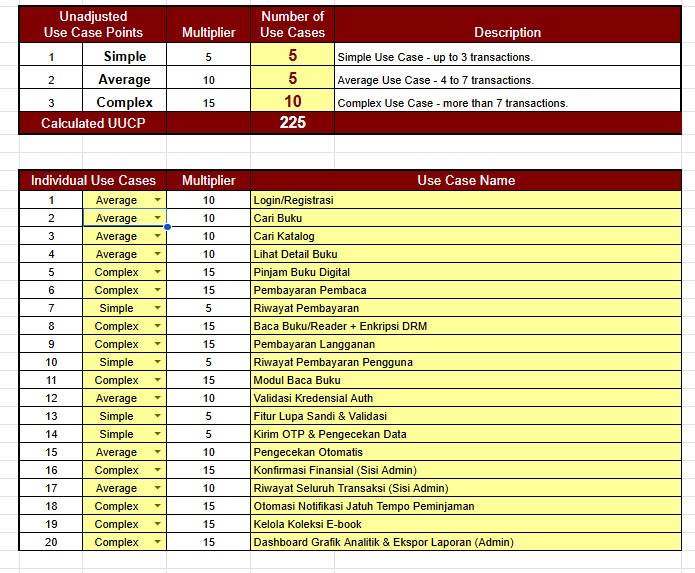 Unadjusted Use Case Points Multiplier Number of Use Cases Description
1 Simple 5 5 Simple Use Case - up to 3 transactions.
2 Average 10 5 Average Use Case - 4 to 7 transactions.
3 Complex 15 10 Complex Use Case - more than 7 transactions.
Calculated UUCP 225
Individual Use Cases Multiplier Use Case Name
1 Average 10 Login/Registrasi
2 Average 10 Cari Buku
3 Average 10 Cari Katalog
4 Average 10 Lihat Detail Buku
5 Complex 15 Pinjam Buku Digital
6 Complex 15 Pembayaran Pembaca
7 Simple 5 Riwayat Pembayaran
8 Complex 15 Baca Buku/Reader + Enkripsi DRM
9 Complex 15 Pembayaran Langganan
10 Simple 5 Riwayat Pembayaran Pengguna
11 Complex 15 Modul Baca Buku
12 Average 10 Validasi Kredensial Auth
13 Simple 5 Fitur Lupa Sandi & Validasi
14 Simple 5 Kirim OTP & Pengecekan Data
15 Average 10 Pengecekan Otomatis
16 Complex 15 Konfirmasi Finansial (Sisi Admin)
17 Average 10 Riwayat Seluruh Transaksi (Sisi Admin)
18 Complex 15 Otomasi Notifikasi Jatuh Tempo Peminjaman
19 Complex 15 Kelola Koleksi E-book
20 Complex 15 Dashboard Grafik Analitik & Ekspor Laporan (Admin)